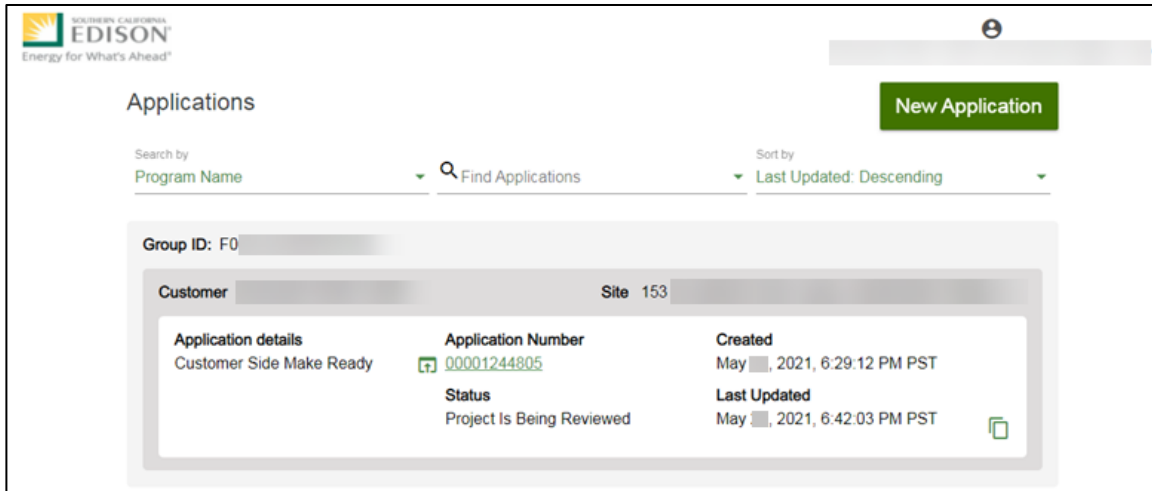 SOUTHERN CALIFORNIA
EDISON®
Energy for What's Ahead®
Applications
New Application
Search by
Program Name
Find Applications
Sort by
Last Updated: Descending
Group ID: F0
Customer
Site 153
Application details
Customer Side Make Ready
Application Number
00001244805
Created
May , 2021, 6:29:12 PM PST
Status
Project Is Being Reviewed
Last Updated
May , 2021, 6:42:03 PM PST